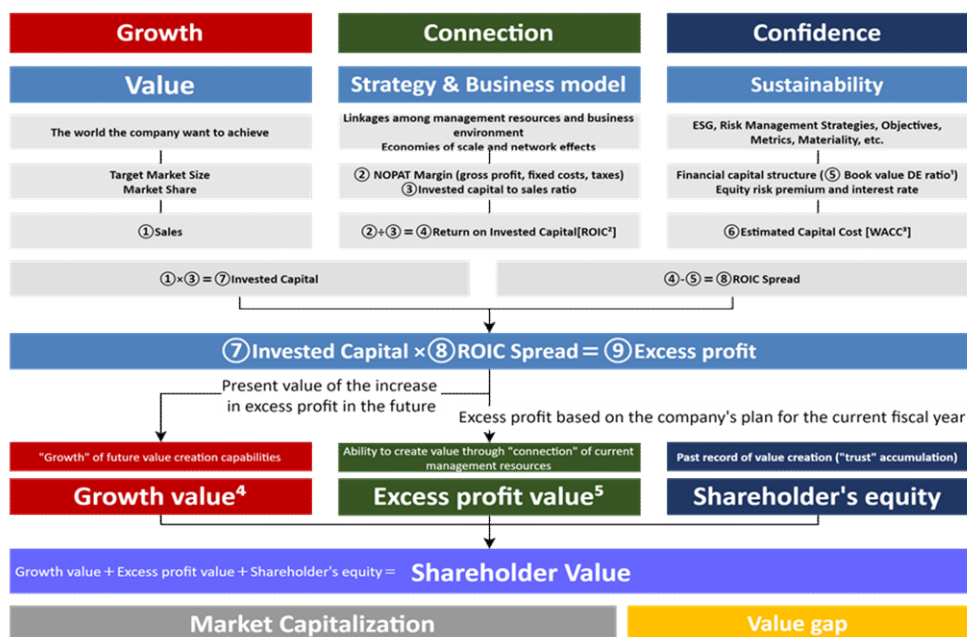 Growth
Connection
Confidence
Value
Strategy & Business model
Sustainability
The world the company want to achieve
Linkages among management resources and business
environment
Economies of scale and network effects
ESG, Risk Management Strategies, Objectives,
Metrics, Materiality, etc.
Target Market Size
Market Share
② NOPAT Margin (gross profit, fixed costs, taxes)
③Invested capital to sales ratio
Financial capital structure (⑤ Book value DE ratio¹)
Equity risk premium and interest rate
①Sales
②÷③=④Return on Invested Capital[ROIC²]
⑥Estimated Capital Cost [WACC³]
①×③=⑦Invested Capital
④-⑤=⑧ROIC Spread
⑦Invested Capital ×⑧ROIC Spread=⑨Excess profit
Present value of the increase
in excess profit in the future
Excess profit based on the company's plan for the current fiscal year
"Growth" of future value creation capabilities
Ability to create value through "connection" of current
management resources
Past record of value creation ("trust" accumulation)
Growth value⁴
Excess profit value⁵
Shareholder's equity
Growth value+Excess profit value+Shareholder's equity= Shareholder Value
Market Capitalization
Value gap